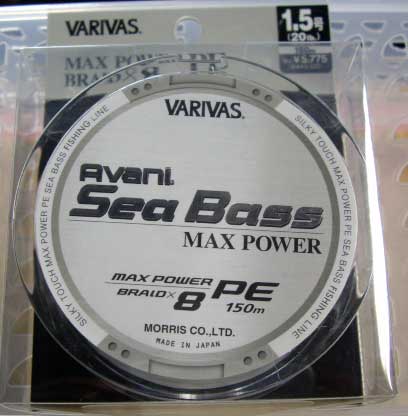 VARIVAS®
1.5号
(20lb.)
¥5,775
MAX POWER PE
BRAID×8
VARIVAS®
Avani
Sea Bass
MAX POWER
MAX POWER PE
BRAID×8 150m
MORRIS CO.,LTD.
MADE IN JAPAN
SILKY TOUCH MAX POWER PE SEA BASS FISHING LINE
SILKY TOUCH MAX POWER PE SEA BASS FISHING LINE